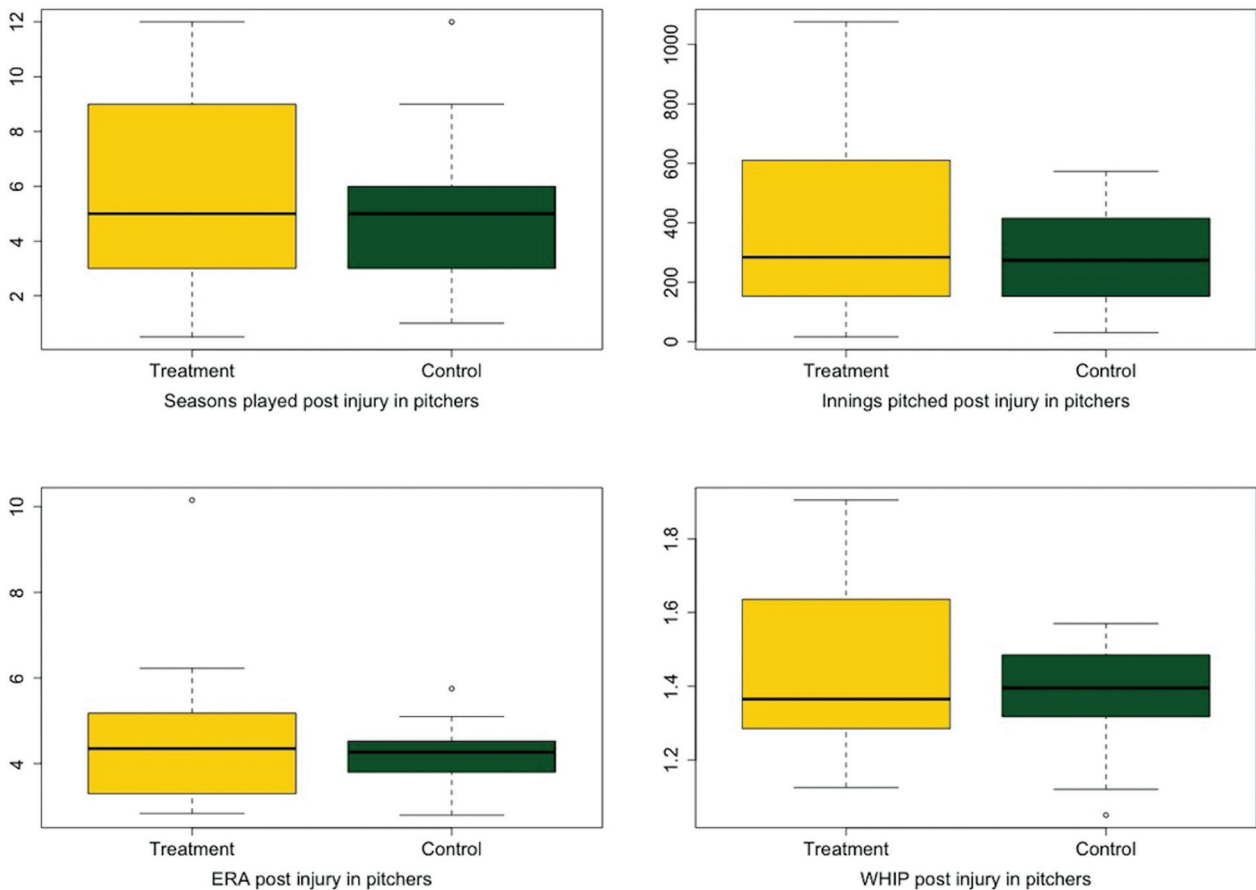 12
10
8
6
4
2
Treatment Control
Seasons played post injury in pitchers
1000
800
600
400
200
0
Treatment Control
Innings pitched post injury in pitchers
10
8
6
4
Treatment Control
ERA post injury in pitchers
1.8
1.6
1.4
1.2
Treatment Control
WHIP post injury in pitchers